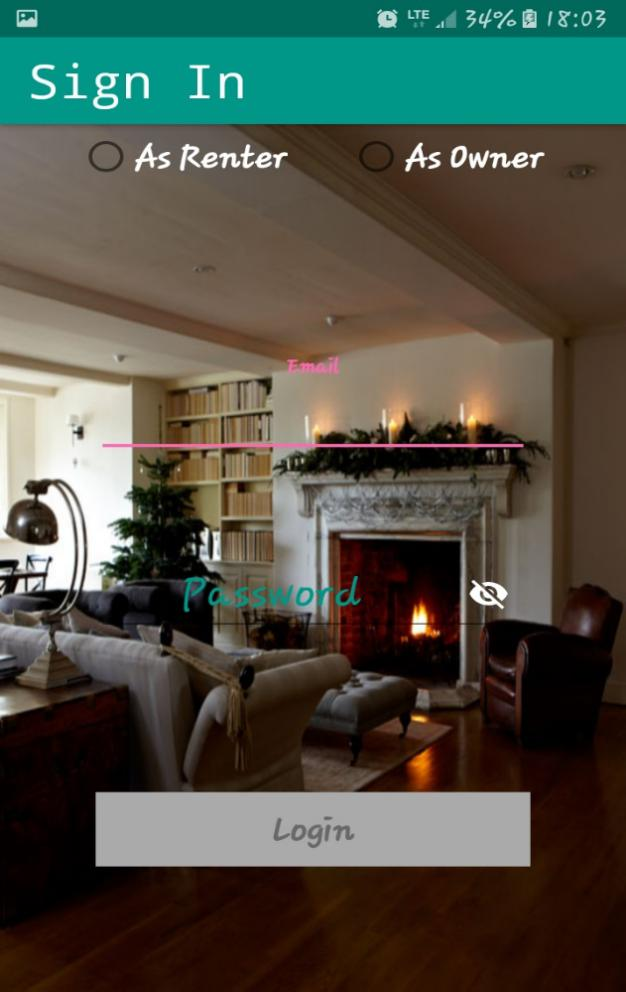 LTE 34% 18:03
Sign In
As Renter As Owner
Email
Password
Login